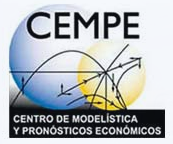 CEMPE
CENTRO DE MODELÍSTICA
Y PRONÓSTICOS ECONÓMICOS